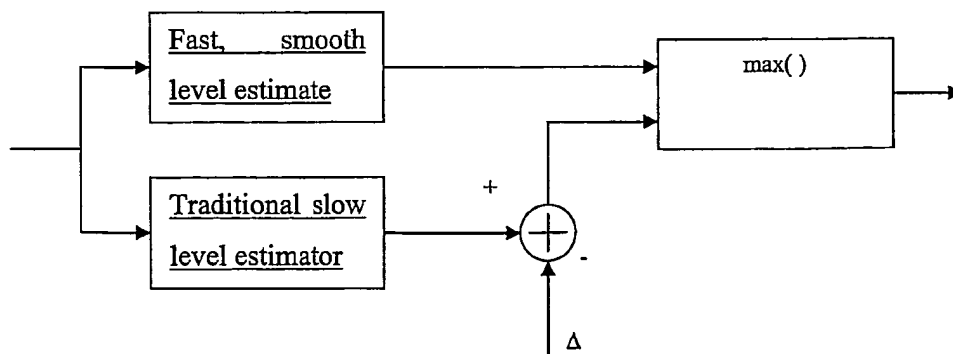 Fast, smooth
level estimate
max( )
Traditional slow
level estimator
+
-
Δ